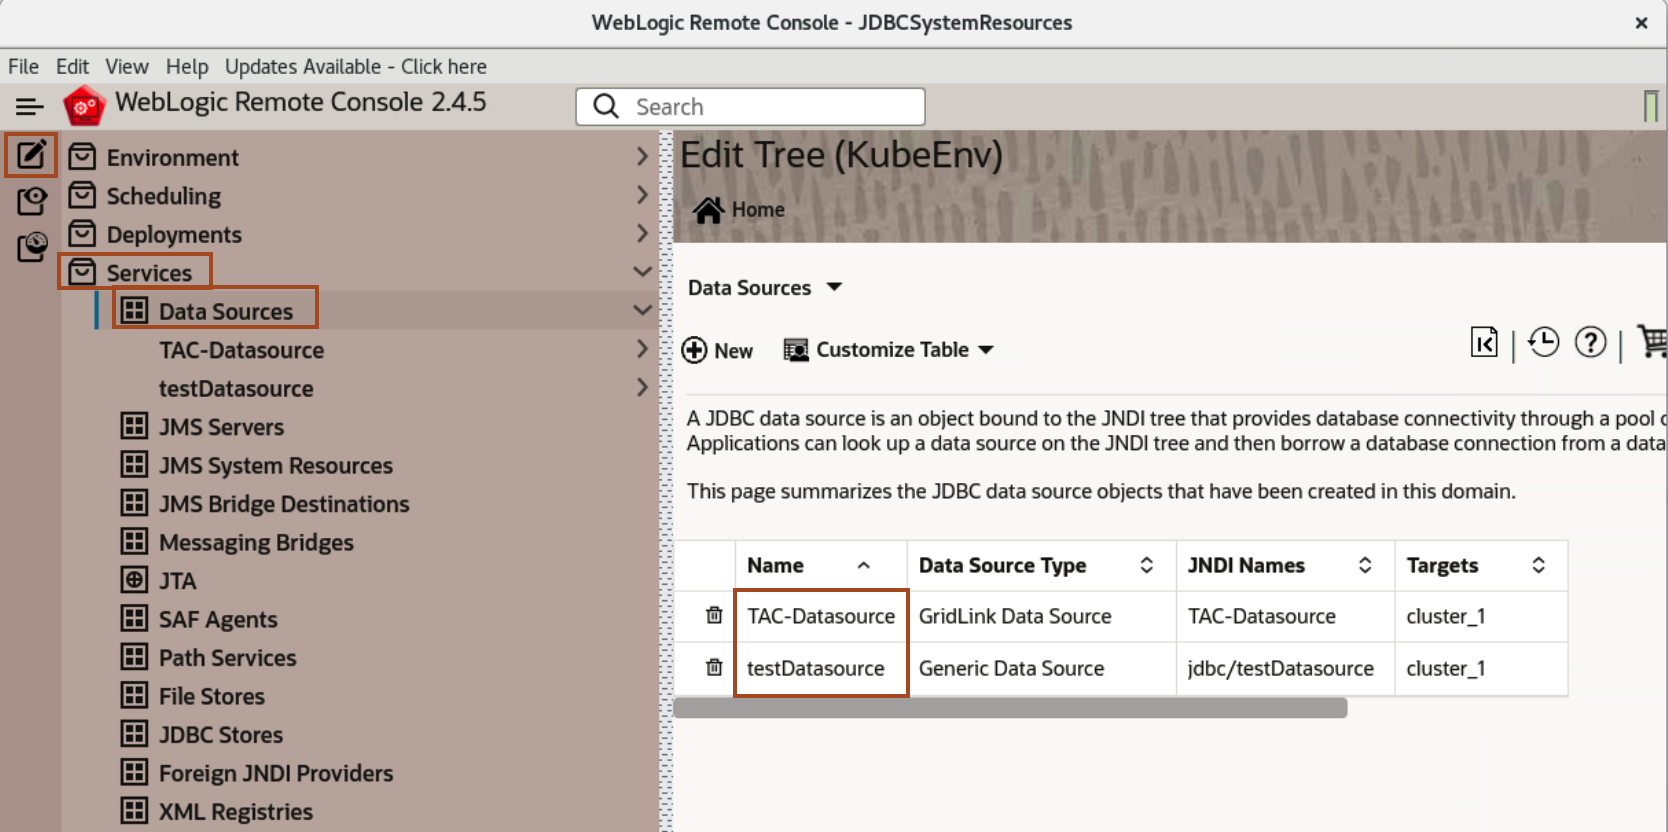 WebLogic Remote Console - JDBCSystemResources
File Edit View Help Updates Available - Click here
WebLogic Remote Console 2.4.5
Search
Environment
Scheduling
Deployments
Services
Data Sources
TAC-Datasource
testDatasource
JMS Servers
JMS System Resources
JMS Bridge Destinations
Messaging Bridges
JTA
SAF Agents
Path Services
File Stores
JDBC Stores
Foreign JNDI Providers
XML Registries
Edit Tree (KubeEnv)
Home
Data Sources
New Customize Table
A JDBC data source is an object bound to the JNDI tree that provides database connectivity through a pool
Applications can look up a data source on the JNDI tree and then borrow a database connection from a data
This page summarizes the JDBC data source objects that have been created in this domain.
Name Data Source Type JNDI Names Targets
TAC-Datasource GridLink Data Source TAC-Datasource cluster_1
testDatasource Generic Data Source jdbc/testDatasource cluster_1